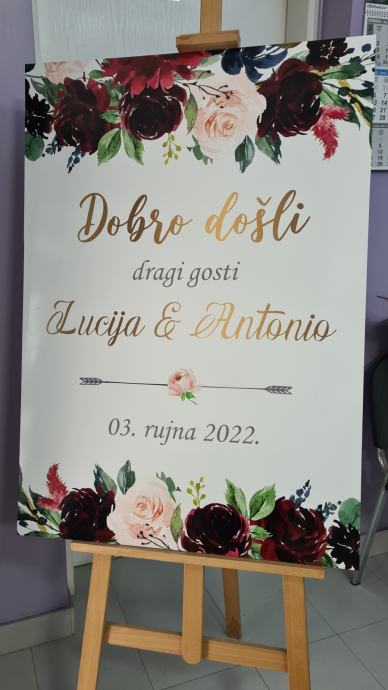 Dobro došli
dragi gosti
Lucija & Antonio
03. rujna 2022.